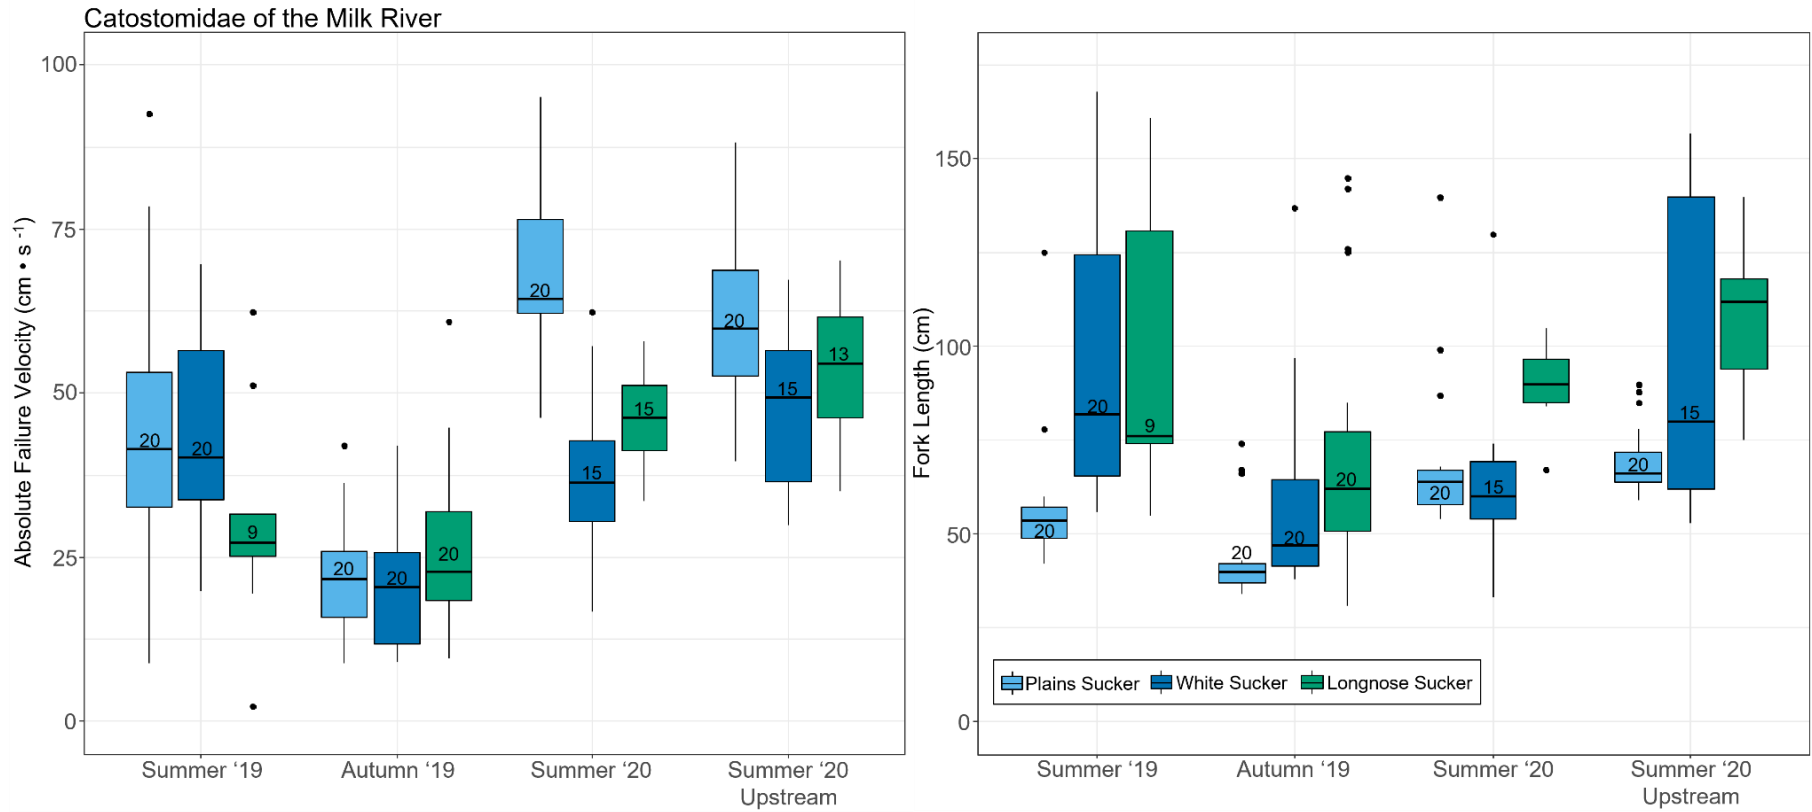 Catostomidae of the Milk River
Absolute Failure Velocity (cm • s -1)
100
75
50
25
0
20
20
9
20
20
20
20
15
15
20
15
13
Summer ‘19
Autumn ‘19
Summer ‘20
Summer ‘20
Upstream
Fork Length (cm)
150
100
50
0
20
20
9
20
20
20
20
15
20
15
Plains Sucker
White Sucker
Longnose Sucker
Summer ‘19
Autumn ‘19
Summer ‘20
Summer ‘20
Upstream